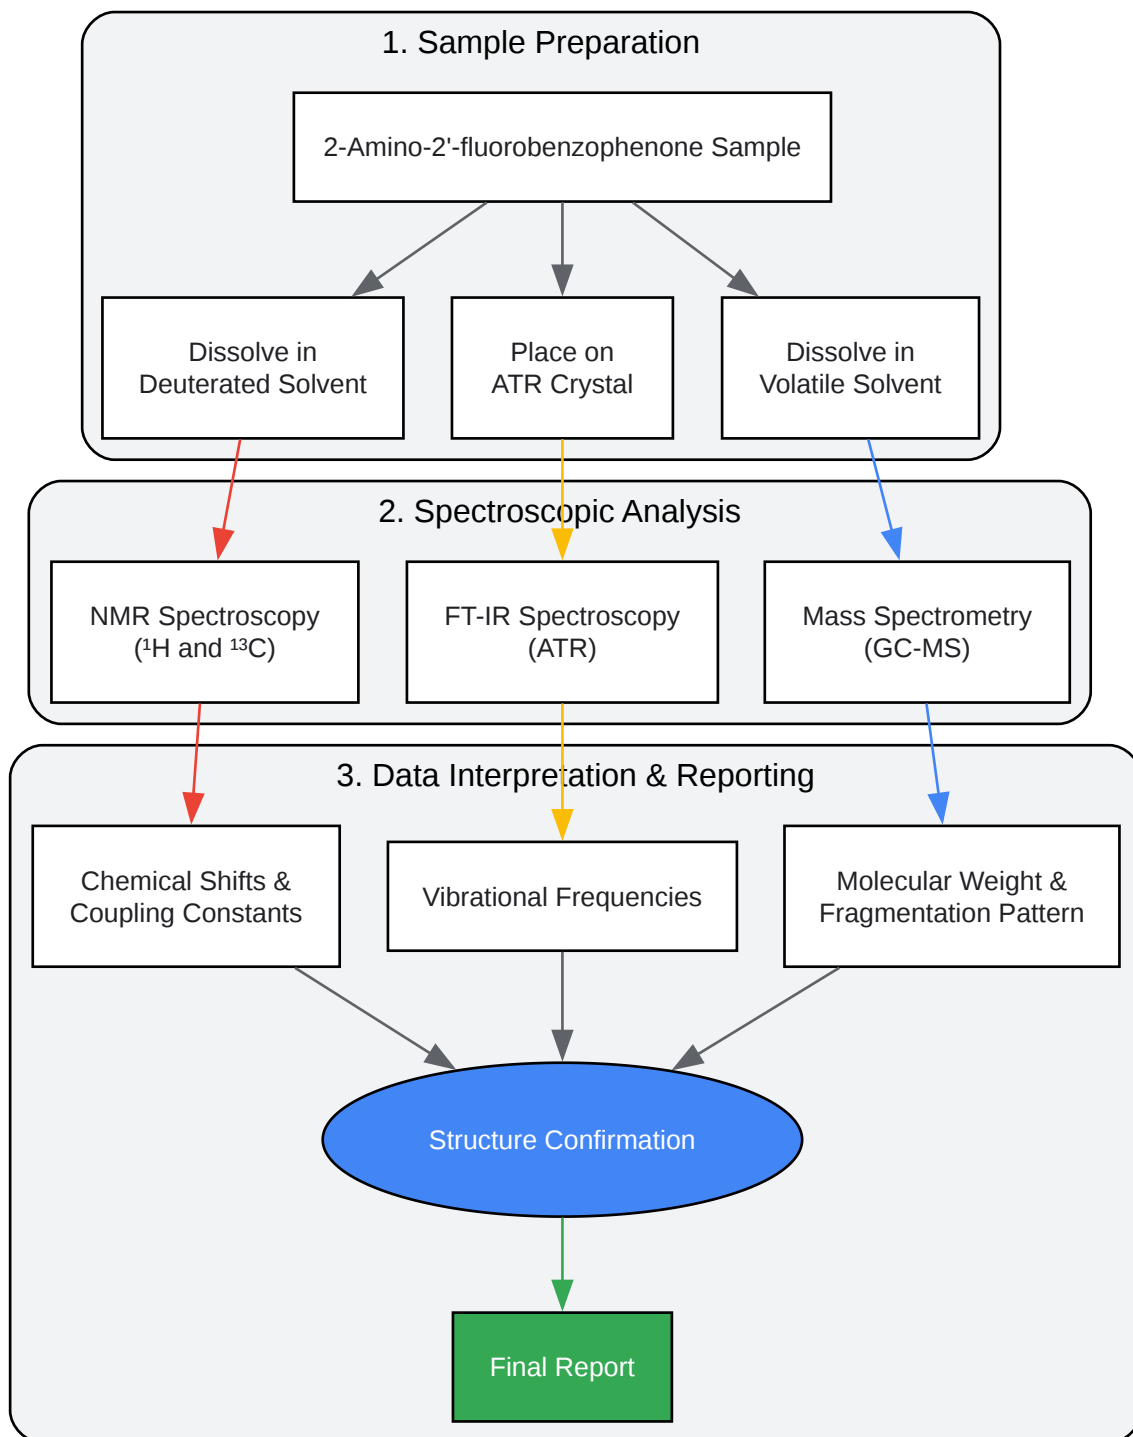 1. Sample Preparation
2-Amino-2'-fluorobenzophenone Sample
Dissolve in
Deuterated Solvent
Place on
ATR Crystal
Dissolve in
Volatile Solvent
2. Spectroscopic Analysis
NMR Spectroscopy
(¹H and ¹³C)
FT-IR Spectroscopy
(ATR)
Mass Spectrometry
(GC-MS)
3. Data Interpretation & Reporting
Chemical Shifts &
Coupling Constants
Vibrational Frequencies
Molecular Weight &
Fragmentation Pattern
Structure Confirmation
Final Report